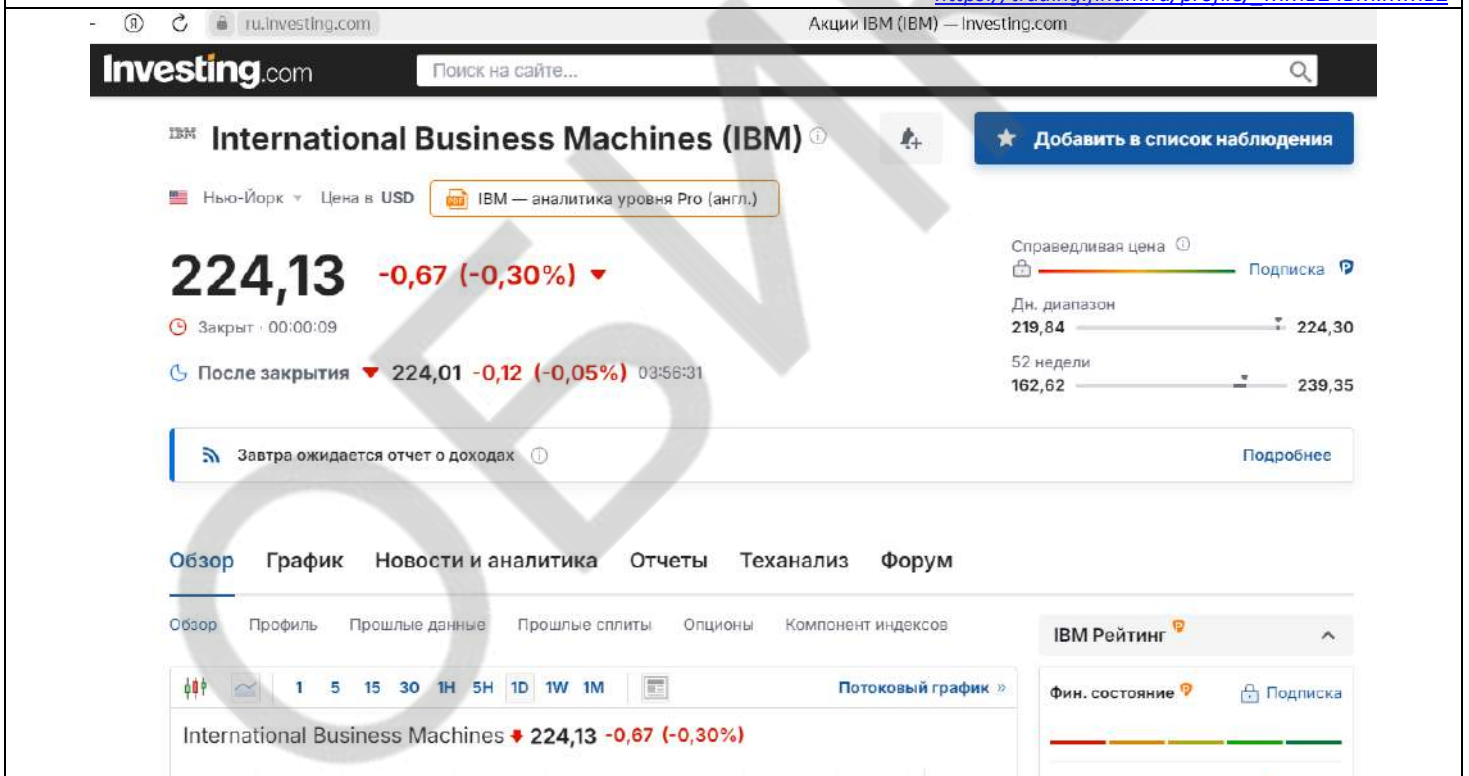 ru.investing.com
Акции IBM (IBM) — Investing.com
Investing.com
Поиск на сайте...
IBM International Business Machines (IBM)
Добавить в список наблюдения
Нью-Йорк Цена в USD IBM — аналитика уровня Pro (англ.)
Справедливая цена
224,13 -0,67 (-0,30%)
Подписка
Дн. диапазон
Закрыт · 00:00:09
219,84 224,30
52 недели
После закрытия 224,01 -0,12 (-0,05%) 03:56:31
162,62 239,35
Завтра ожидается отчет о доходах
Подробнее
Обзор График Новости и аналитика Отчеты Теханализ Форум
Обзор Профиль Прошлые данные Прошлые сплиты Опционы Компонент индексов
IBM Рейтинг
1 5 15 30 1H 5H 1D 1W 1M
Потоковый график »
Фин. состояние Подписка
International Business Machines 224,13 -0,67 (-0,30%)